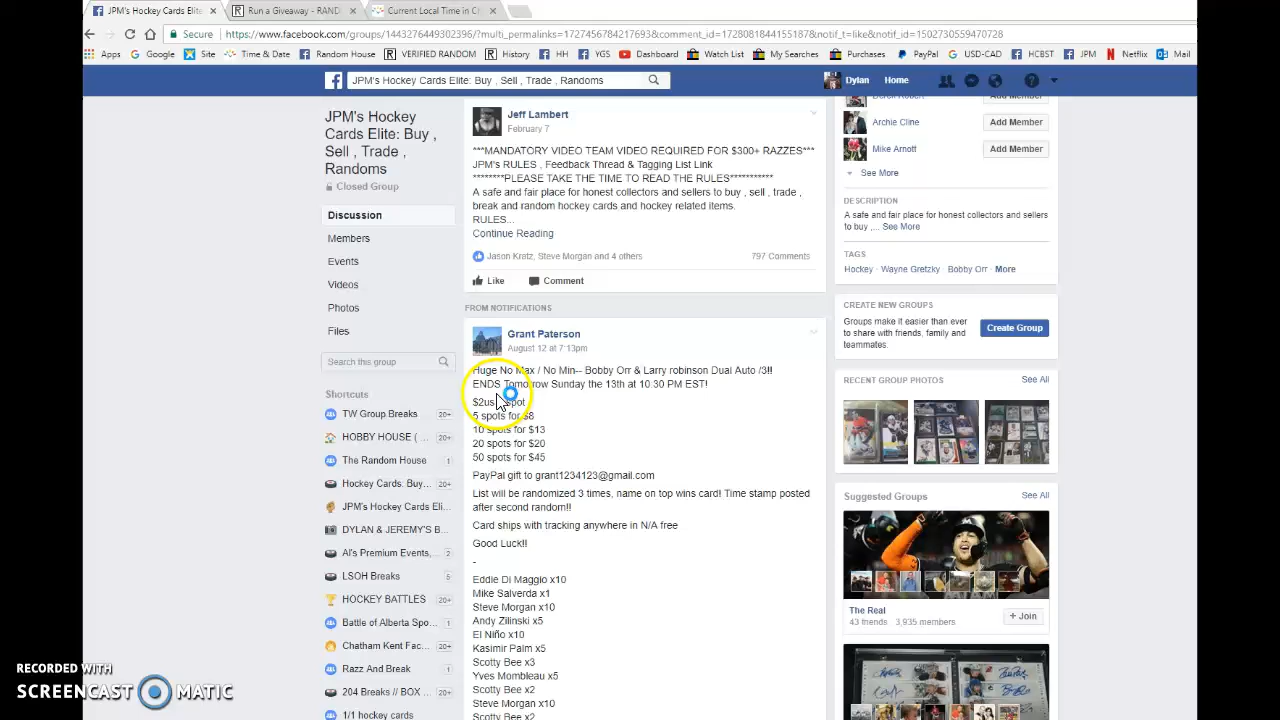 JPM's Hockey Cards Elite
Run a Giveaway - RAND
Current Local Time in Ch
Secure
https://www.facebook.com/groups/1443276449302396/?multi_permalinks=1727456784217693&comment_id=1728081844155187&notif_t=like&notif_id=1502730559470728
Apps
Google
Site
Time & Date
Random House
VERIFIED RANDOM
History
HH
YGS
Dashboard
Watch List
My Searches
Purchases
PayPal
USD-CAD
HCBST
JPM
Netflix
Mail
JPM's Hockey Cards Elite: Buy , Sell , Trade , Randoms
Dylan
Home
JPM's Hockey
Cards Elite: Buy ,
Sell , Trade ,
Randoms
Closed Group
Discussion
Members
Events
Videos
Photos
Files
Search this group
Shortcuts
TW Group Breaks 20+
HOBBY HOUSE ( ... 20+
The Random House 1
Hockey Cards: Buy... 20+
JPM's Hockey Cards Eli...
DYLAN & JEREMY'S B...
Al's Premium Events, 2
LSOH Breaks 5
HOCKEY BATTLES 20+
Battle of Alberta Spo...
Chatham Kent Fac...
Razz And Break 1
204 Breaks // BOX ...
1/1 hockey cards
Jeff Lambert
February 7
***MANDATORY VIDEO TEAM VIDEO REQUIRED FOR $300+ RAZZES***
JPM's RULES , Feedback Thread & Tagging List Link
********PLEASE TAKE THE TIME TO READ THE RULES***********
A safe and fair place for honest collectors and sellers to buy , sell , trade ,
break and random hockey cards and hockey related items.
RULES...
Continue Reading
Jason Kretz, Steve Morgan and 4 others
797 Comments
Like
Comment
FROM NOTIFICATIONS
Grant Paterson
August 12 at 7:13pm
Huge No Max / No Min-- Bobby Orr & Larry robinson Dual Auto /3!!
ENDS Tomorrow Sunday the 13th at 10:30 PM EST!
$2us spot
5 spots for $8
10 spots for $13
20 spots for $20
50 spots for $45
PayPal gift to grant1234123@gmail.com
List will be randomized 3 times, name on top wins card! Time stamp posted
after second random!!
Card ships with tracking anywhere in N/A free
Good Luck!!
-
Eddie Di Maggio x10
Mike Salverda x1
Steve Morgan x10
Andy Zilinski x5
El Niño x10
Kasimir Palm x5
Scotty Bee x3
Yves Mombleau x5
Scotty Bee x2
Steve Morgan x10
Scotty Bee x2
Add Member
Archie Cline
Add Member
Mike Arnott
Add Member
See More
DESCRIPTION
A safe and fair place for honest collectors and sellers
to buy ,... See More
TAGS
Hockey · Wayne Gretzky · Bobby Orr · More
CREATE NEW GROUPS
Groups make it easier than ever
to share with friends, family and
teammates.
Create Group
RECENT GROUP PHOTOS
See All
Suggested Groups
See All
The Real
43 friends 3,935 members
+ Join
RECORDED WITH
SCREENCAST MATIC